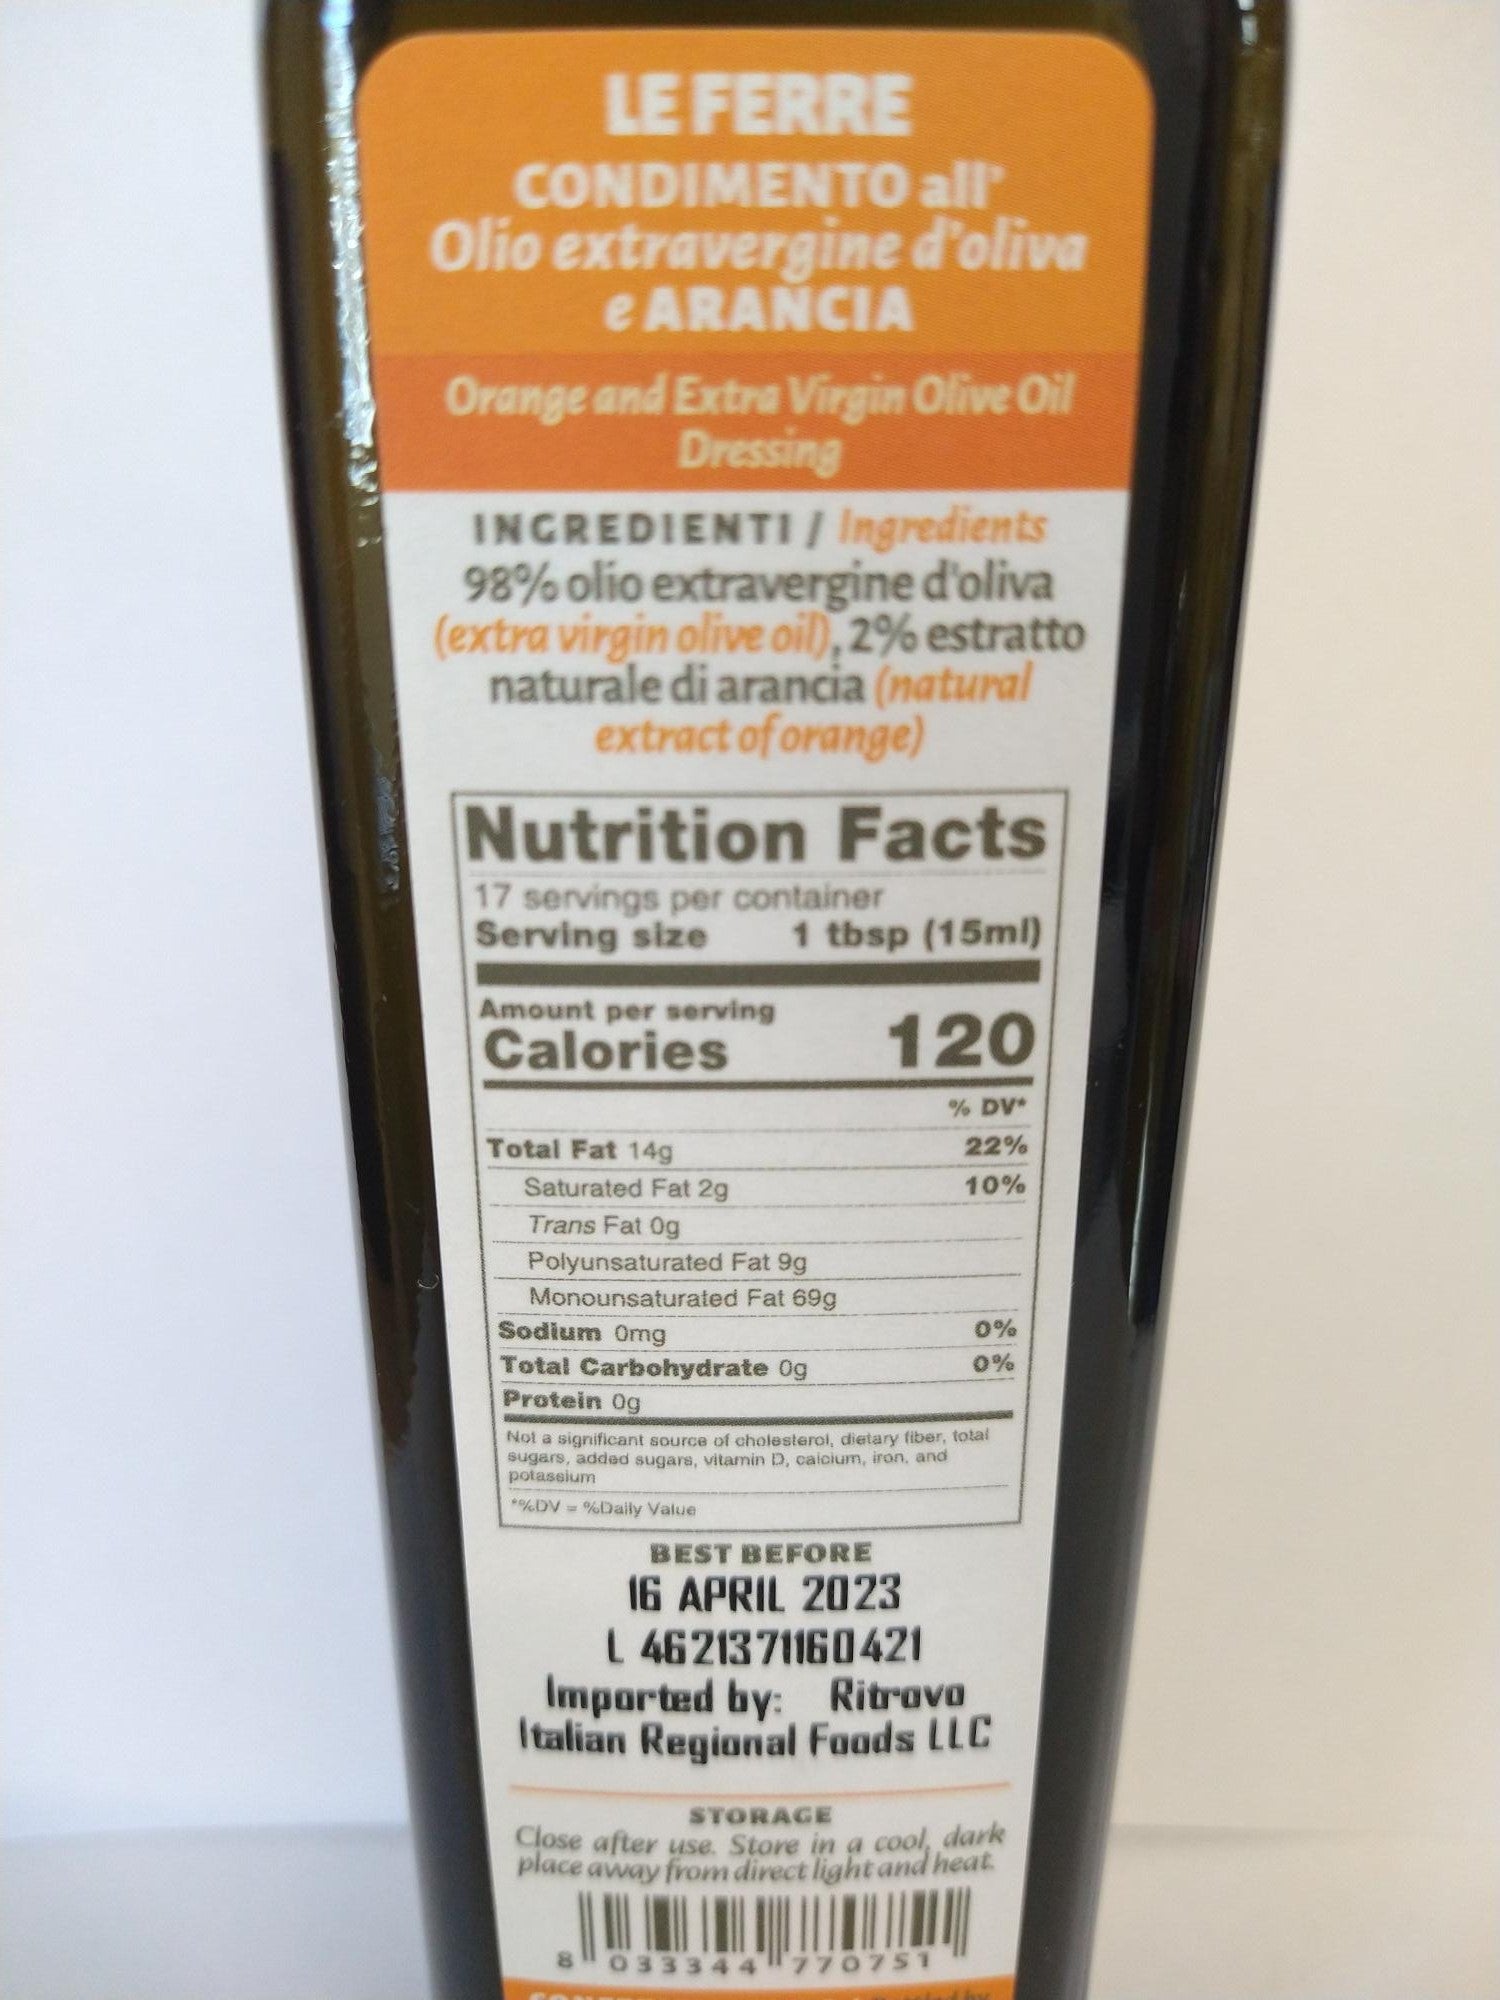 LE FERRE
CONDIMENTO all'
Olio extravergine d'oliva
e ARANCIA
Orange and Extra Virgin Olive Oil
Dressing
INGREDIENTI / Ingredients
98% olio extravergine d'oliva
(extra virgin olive oil), 2% estratto
naturale di arancia (natural
extract of orange)
Nutrition Facts
17 servings per container
Serving size 1 tbsp (15ml)
Amount per serving
Calories 120
% DV*
Total Fat 14g 22%
Saturated Fat 2g 10%
Trans Fat 0g
Polyunsaturated Fat 9g
Monounsaturated Fat 69g
Sodium 0mg 0%
Total Carbohydrate 0g 0%
Protein 0g
Not a significant source of cholesterol, dietary fiber, total
sugars, added sugars, vitamin D, calcium, iron, and
potassium
*%DV = %Daily Value
BEST BEFORE
16 APRIL 2023
L 4621371160421
Imported by: Ritrovo
Italian Regional Foods LLC
STORAGE
Close after use. Store in a cool, dark
place away from direct light and heat.
8 033344 770751